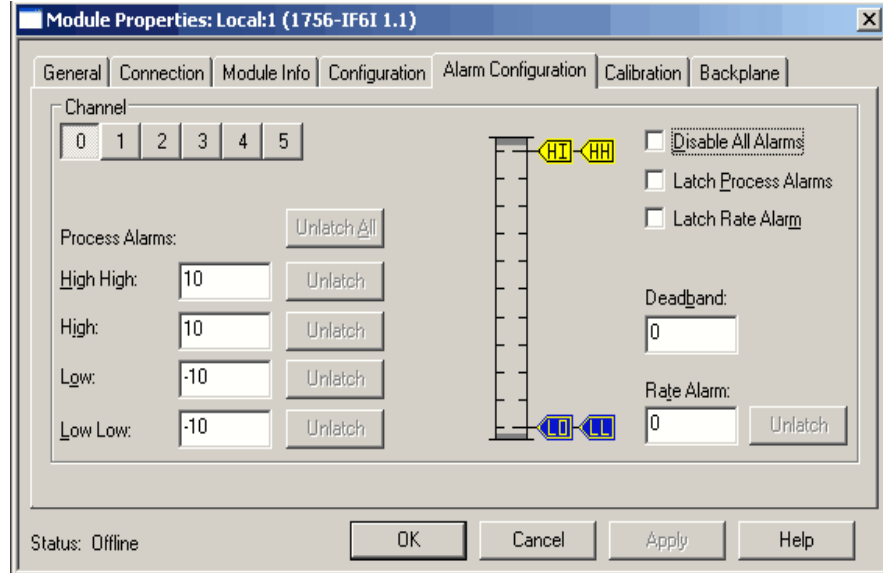 Module Properties: Local:1 (1756-IF6I 1.1)
General Connection Module Info Configuration Alarm Configuration Calibration Backplane
Channel
0 1 2 3 4 5
HI HH
Disable All Alarms
Latch Process Alarms
Latch Rate Alarm
Process Alarms:
Unlatch All
High High: 10 Unlatch
High: 10 Unlatch
Low: -10 Unlatch
Low Low: -10 Unlatch
LO LL
Deadband:
0
Rate Alarm:
0 Unlatch
Status: Offline
OK Cancel Apply Help